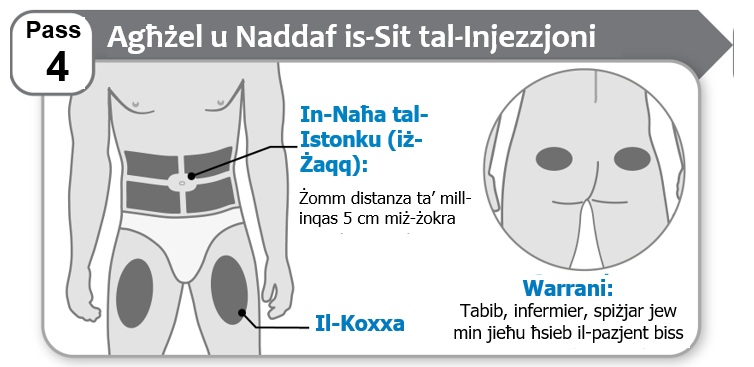 Pass
4
Agħżel u Naddaf is-Sit tal-Injezzjoni
In-Naħa tal-
Istonku (iż-
Żaqq):
Żomm distanza ta’ mill-
inqas 5 cm miż-żokra
Il-Koxxa
Warrani:
Tabib, infermier, spiżjar jew
min jieħu ħsieb il-pazjent biss